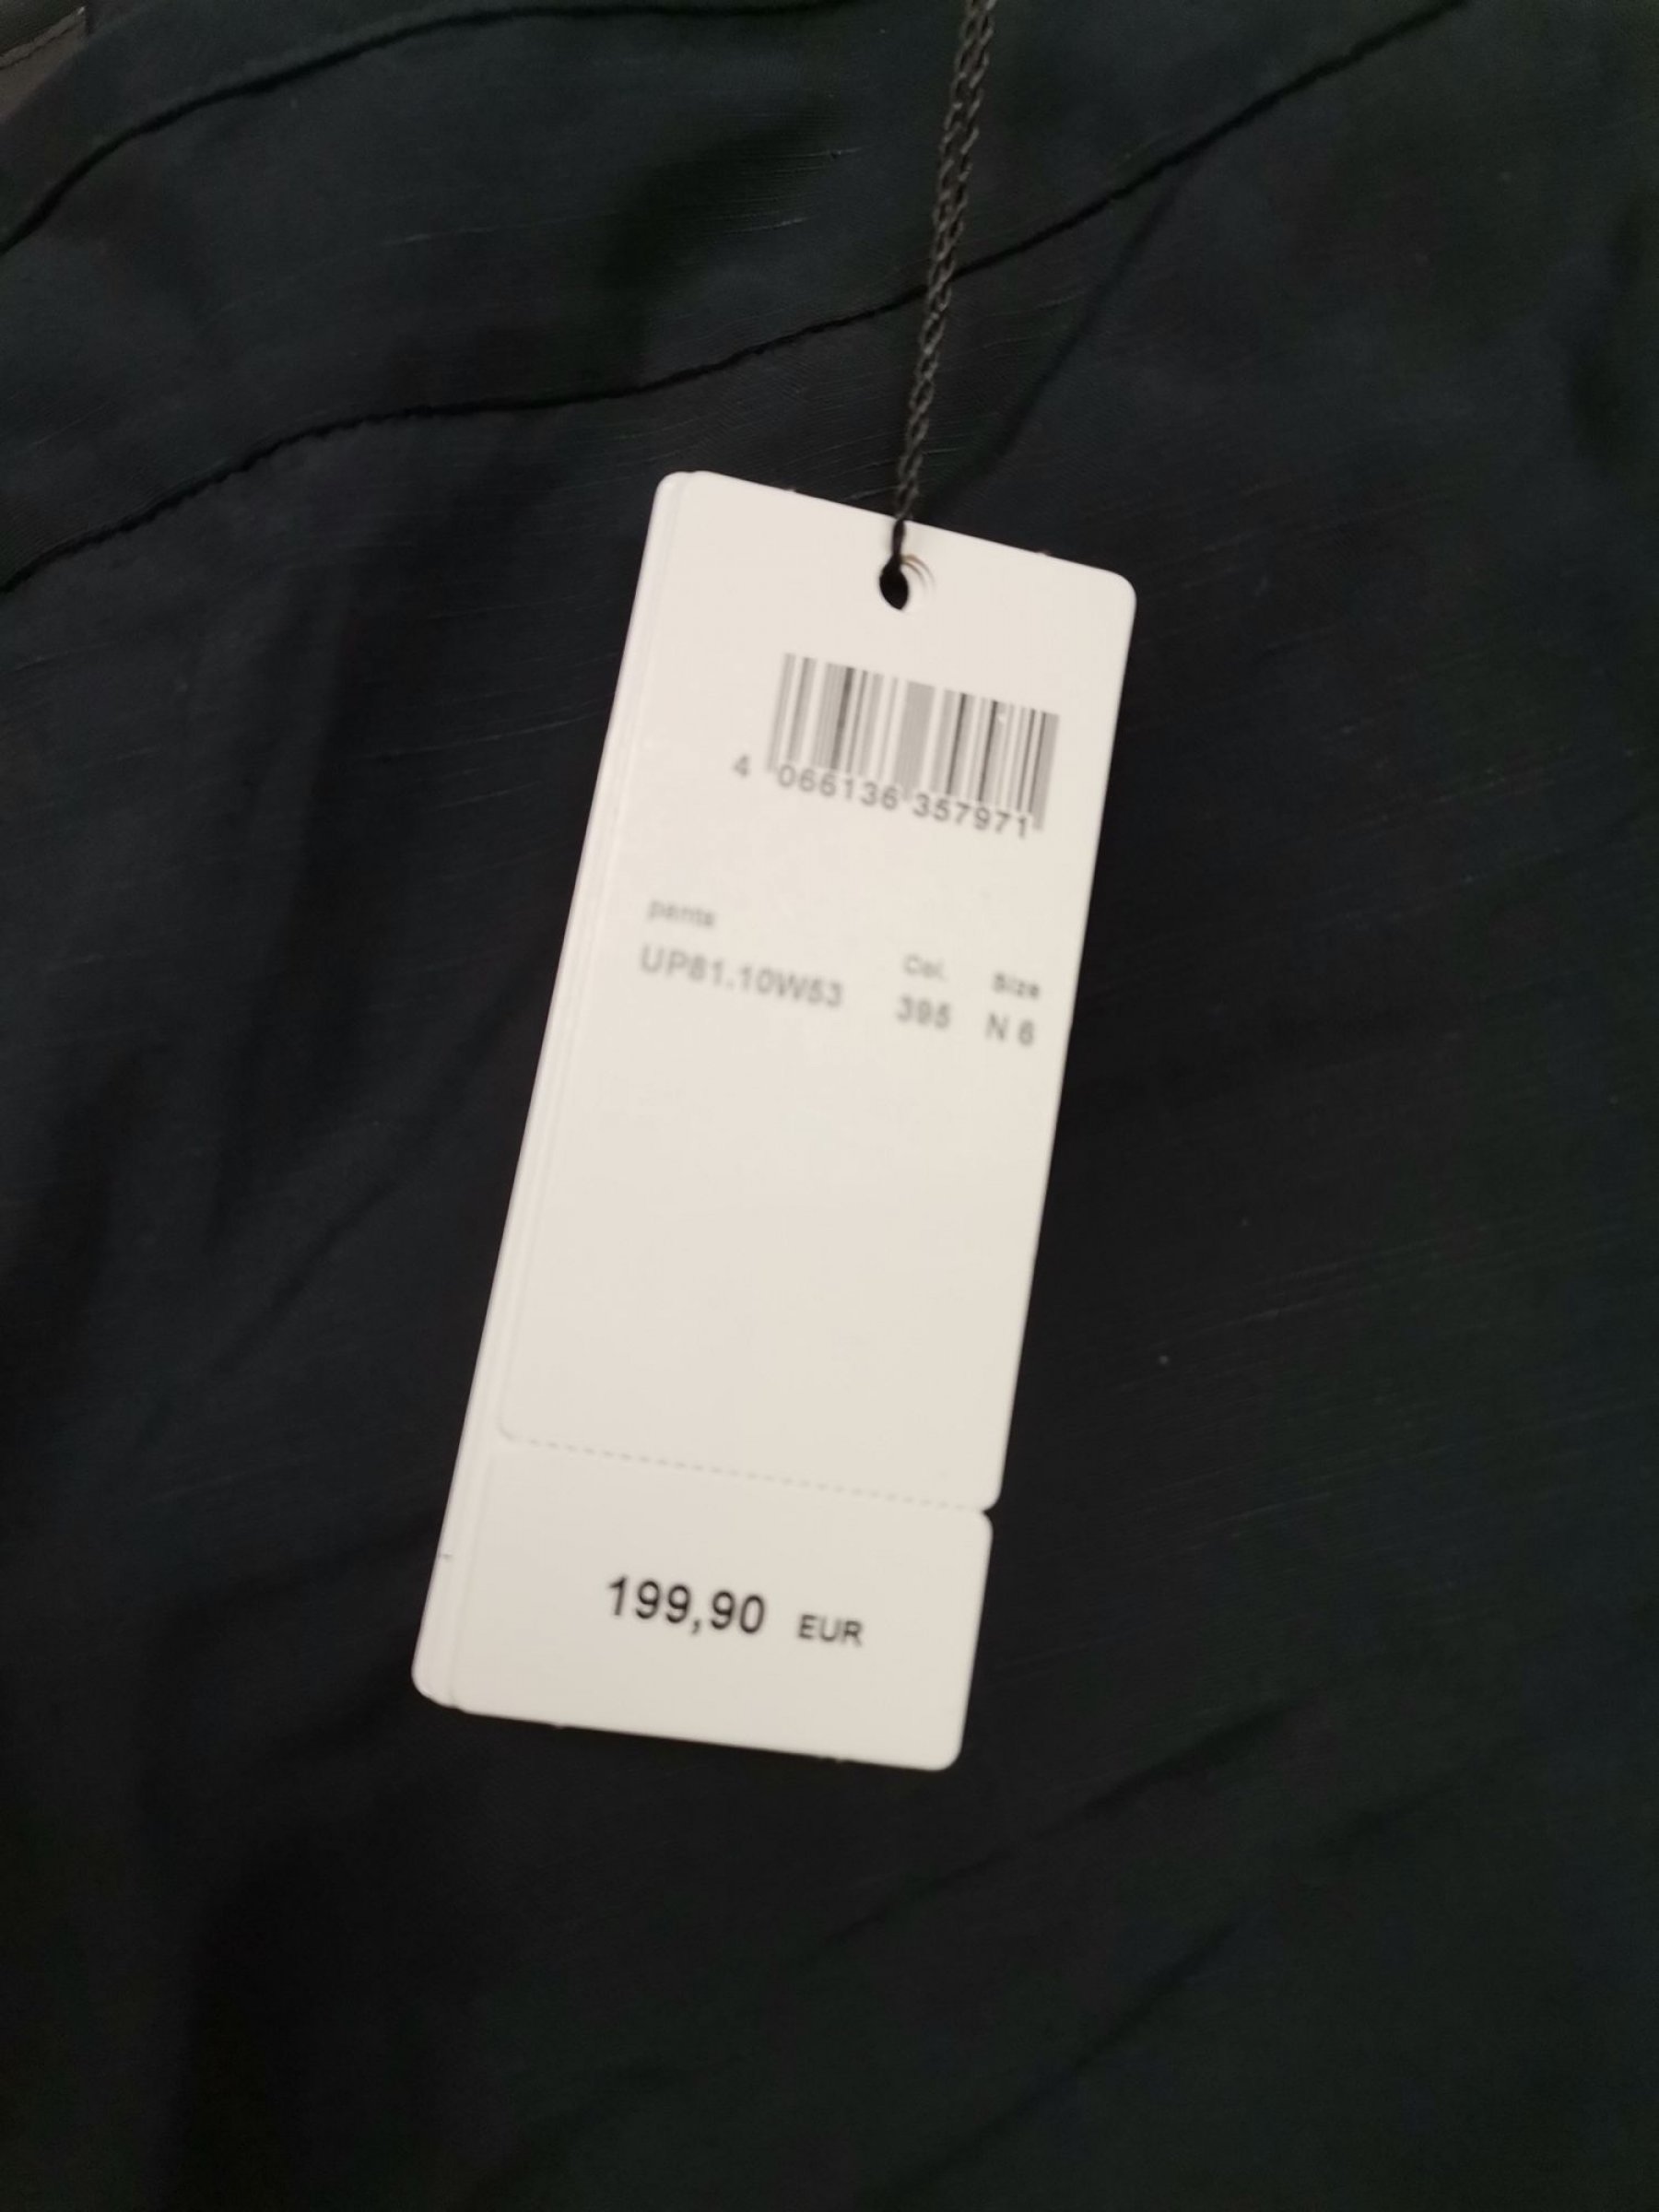 4 066136 357971
pants
Col. Size
UP81.10W53 395 N 6
199,90 EUR